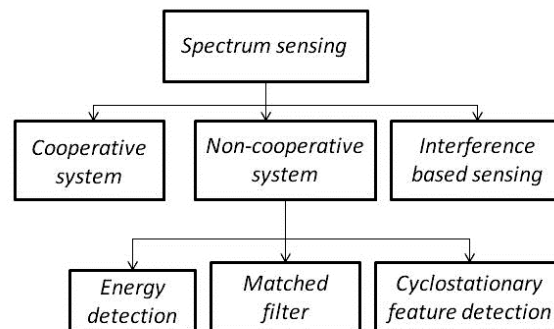 Spectrum sensing
Cooperative
system
Non-cooperative
system
Interference
based sensing
Energy
detection
Matched
filter
Cyclostationary
feature detection